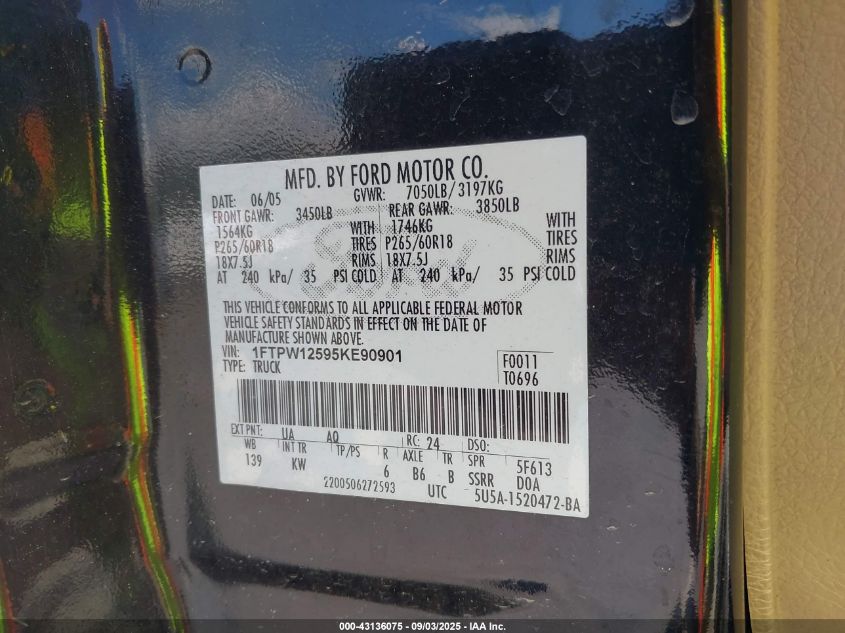 MFD. BY FORD MOTOR CO.
DATE: 06/05 GVWR: 7050LB/3197KG
FRONT GAWR: 3450LB REAR GAWR: 3850LB
1564KG WITH 1746KG WITH
P265/60R18 TIRES P265/60R18 TIRES
18X7.5J RIMS 18X7.5J RIMS
AT 240 kPa/ 35 PSI COLD AT 240 kPa/ 35 PSI COLD
Ford
THIS VEHICLE CONFORMS TO ALL APPLICABLE FEDERAL MOTOR
VEHICLE SAFETY STANDARDS IN EFFECT ON THE DATE OF
MANUFACTURE SHOWN ABOVE.
VIN: 1FTPW12595KE90901 F0011
TYPE: TRUCK T0696
EXT PNT: UA AQ RC: 24 DSO:
WB INT TR TP/PS R AXLE TR SPR 5F613
139 KW 6 B6 B SSRR DOA
2200506272593 UTC 5U5A-1520472-BA
000-43136075 - 09/03/2025 - IAA Inc.